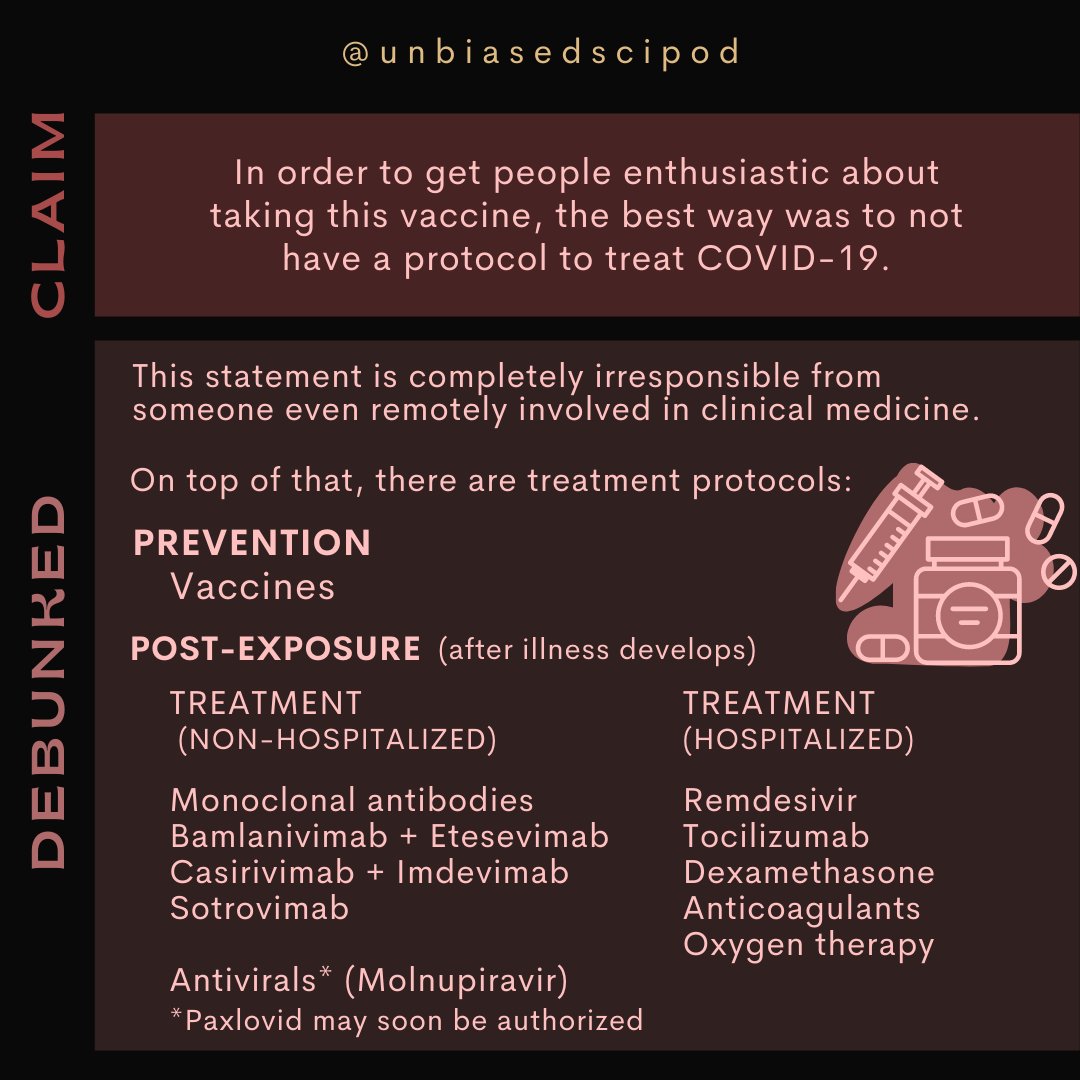 @unbiasedscipod
CLAIM
In order to get people enthusiastic about
taking this vaccine, the best way was to not
have a protocol to treat COVID-19.
DEBUNKED
This statement is completely irresponsible from
someone even remotely involved in clinical medicine.
On top of that, there are treatment protocols:
PREVENTION
Vaccines
POST-EXPOSURE (after illness develops)
TREATMENT
(NON-HOSPITALIZED)
Monoclonal antibodies
Bamlanivimab + Etesevimab
Casirivimab + Imdevimab
Sotrovimab
Antivirals* (Molnupiravir)
*Paxlovid may soon be authorized
TREATMENT
(HOSPITALIZED)
Remdesivir
Tocilizumab
Dexamethasone
Anticoagulants
Oxygen therapy